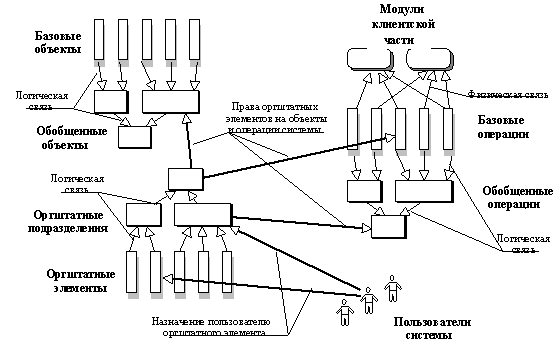 Базовые
объекты
Модули
клиентской
части
Логическая
связь
Физическая связь
Права оргштатных
элементов на объекты
и операции системы
Базовые
операции
Обобщенные
объекты
Логическая
связь
Обобщенные
операции
Оргштатные
подразделения
Логическая
связь
Оргштатные
элементы
Назначение пользователю
оргштатного элемента
Пользователи
системы